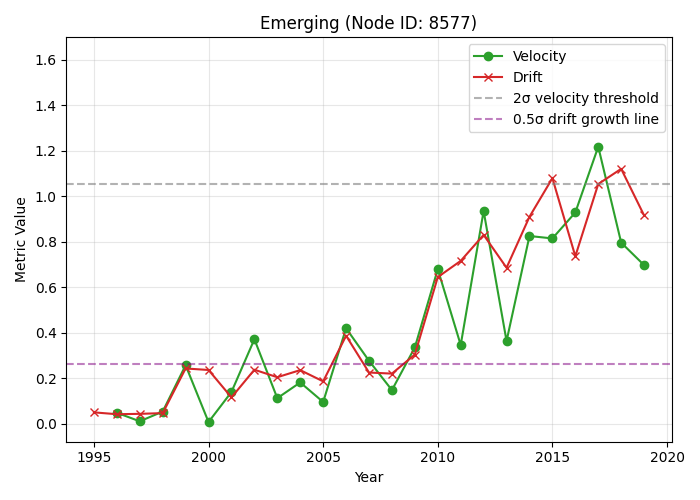 Emerging (Node ID: 8577)
Velocity
Drift
2σ velocity threshold
0.5σ drift growth line
Metric Value
1.6
1.4
1.2
1.0
0.8
0.6
0.4
0.2
0.0
1995
2000
2005
2010
2015
2020
Year